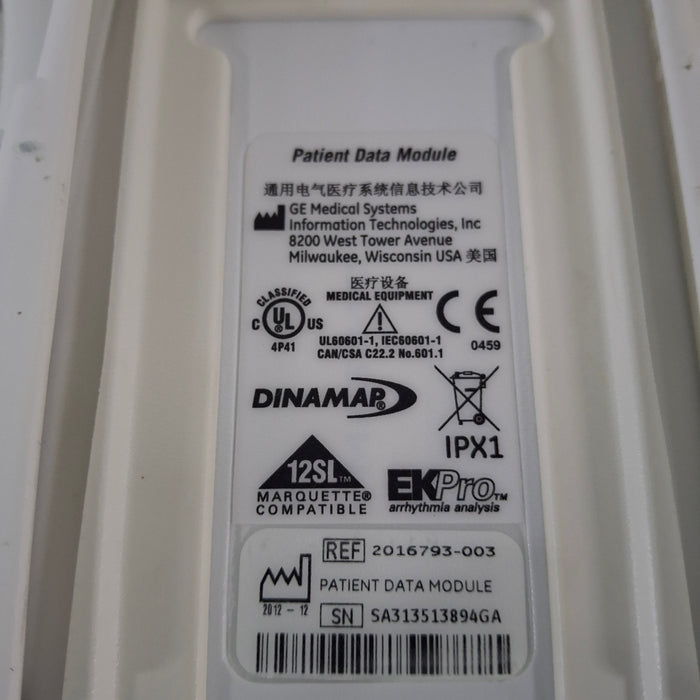 Patient Data Module
通用电气医疗系统信息技术公司
GE Medical Systems
Information Technologies, Inc
8200 West Tower Avenue
Milwaukee, Wisconsin USA 美国
医疗设备
MEDICAL EQUIPMENT
CLASSIFIED
C UL US
4P41
UL60601-1, IEC60601-1
CAN/CSA C22.2 No.601.1
CE
0459
DINAMAP®
IPX1
12SL™
MARQUETTE®
COMPATIBLE
EKPro™
arrhythmia analysis
REF 2016793-003
PATIENT DATA MODULE
2012-12
SN SA313513894GA